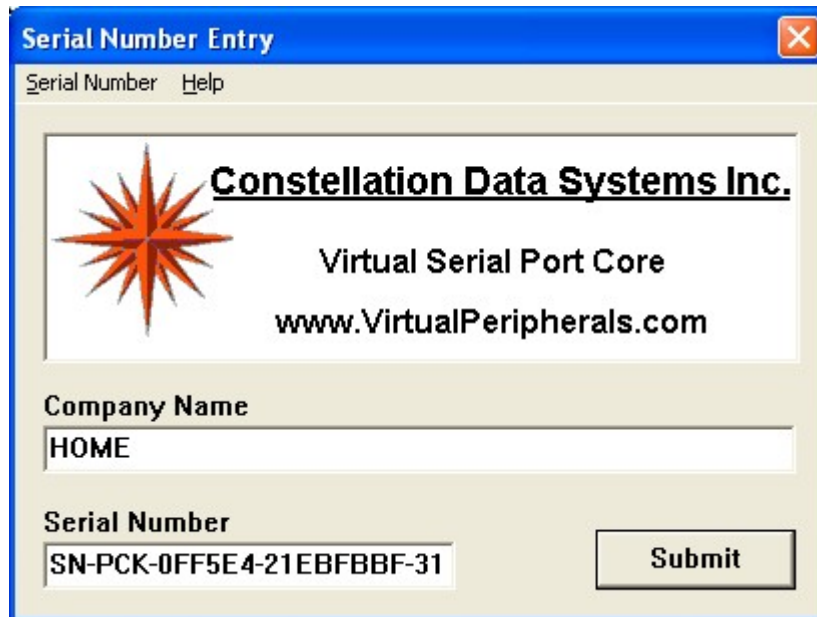 Serial Number Entry
Serial Number Help
Constellation Data Systems Inc.
Virtual Serial Port Core
www.VirtualPeripherals.com
Company Name
HOME
Serial Number
SN-PCK-0FF5E4-21EBFBBF-31
Submit